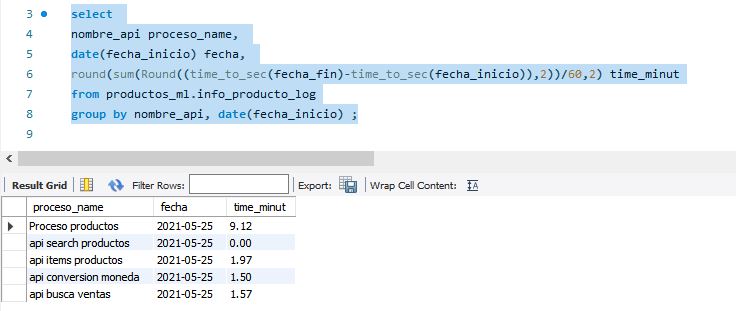 3 select
4 nombre_api proceso_name,
5 date(fecha_inicio) fecha,
6 round(sum(Round((time_to_sec(fecha_fin)-time_to_sec(fecha_inicio)),2))/60,2) time_minut
7 from productos_ml.info_producto_log
8 group by nombre_api, date(fecha_inicio) ;
9
Result Grid Filter Rows: Export: Wrap Cell Content:
proceso_name fecha time_minut
Proceso productos 2021-05-25 9.12
api search productos 2021-05-25 0.00
api items productos 2021-05-25 1.97
api conversion moneda 2021-05-25 1.50
api busca ventas 2021-05-25 1.57